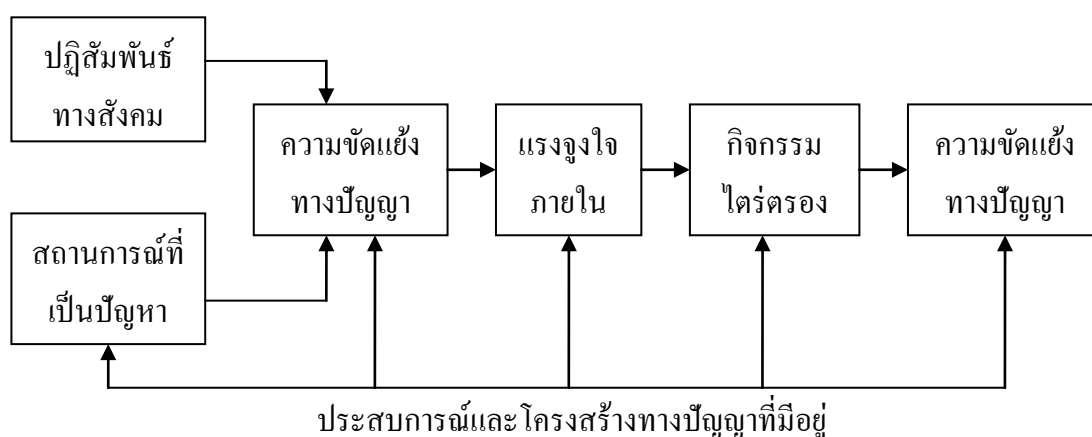 ปฏิสัมพันธ์
ทางสังคม
สถานการณ์ที่
เป็นปัญหา
ความขัดแย้ง
ทางปัญญา
แรงจูงใจ
ภายใน
กิจกรรม
ไตร่ตรอง
ความขัดแย้ง
ทางปัญญา
ประสบการณ์และโครงสร้างทางปัญญาที่มีอยู่